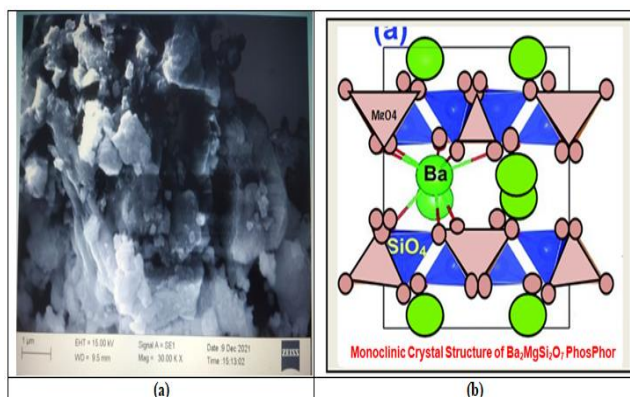 1 µm
EHT = 15.00 kV
WD = 9.5 mm
Signal A = SE1
Mag = 30.00 K X
Date :9 Dec 2021
Time :15:13:02
ZEISS
(a)
MgO4
Ba
SiO₄
Monoclinic Crystal Structure of Ba₂MgSi₂O₇ PhosPhor
(a)
(b)